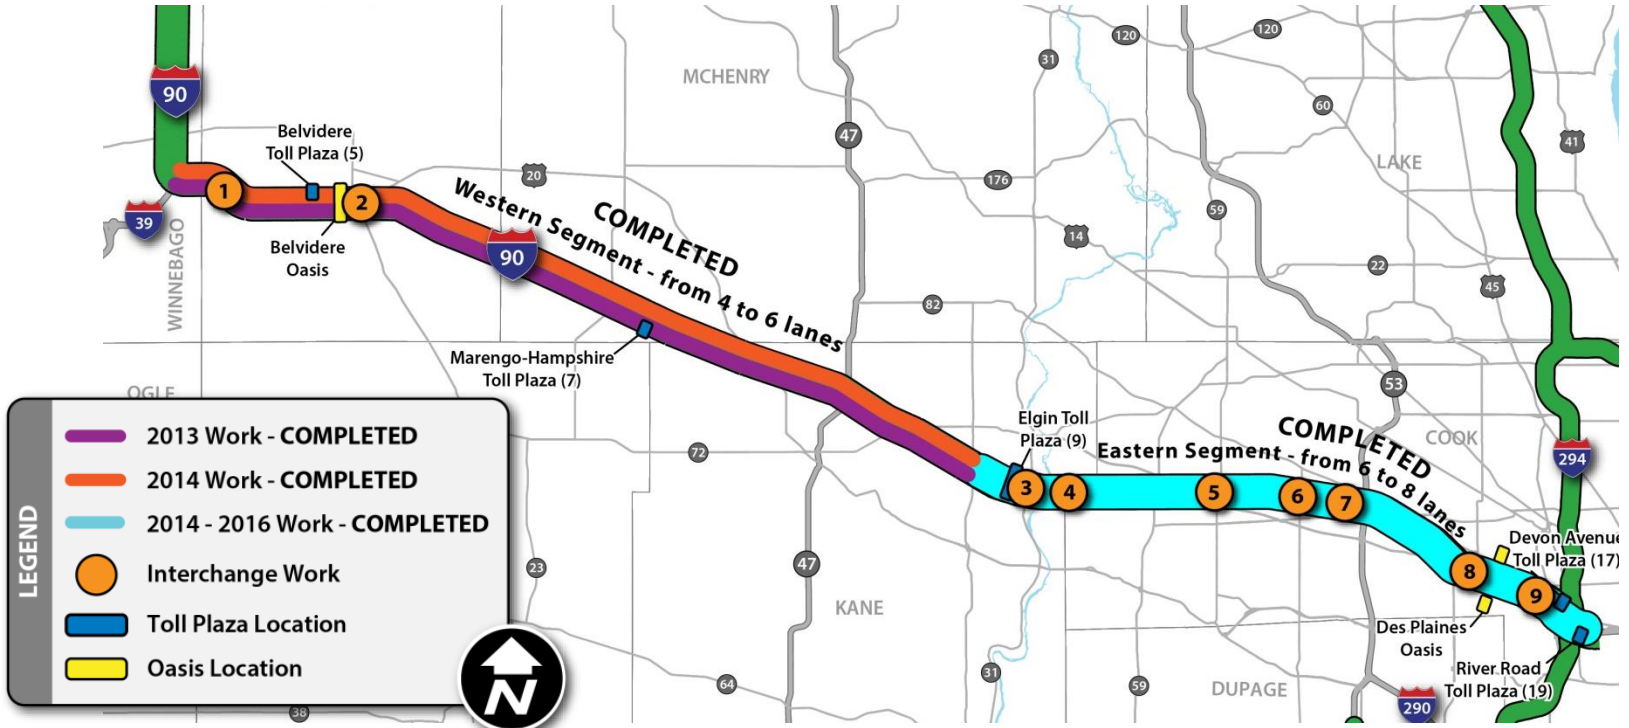 120
120
31
MCHENRY
90
60
47
41
Belvidere
Toll Plaza (5)
LAKE
20
176
1
2
Western Segment - from 4 to 6 lanes
COMPLETED
59
39
14
WINNEBAGO
Belvidere
Oasis
90
22
45
82
Marengo-Hampshire
Toll Plaza (7)
53
OGLE
Elgin Toll
Plaza (9)
COMPLETED
Eastern Segment - from 6 to 8 lanes
COOK
72
294
3
4
5
6
7
LEGEND
2013 Work - COMPLETED
2014 Work - COMPLETED
2014 - 2016 Work - COMPLETED
Interchange Work
Toll Plaza Location
Oasis Location
Devon Avenue
Toll Plaza (17)
23
47
8
9
KANE
Des Plaines
Oasis
River Road
Toll Plaza (19)
N
64
31
59
DUPAGE
290
38